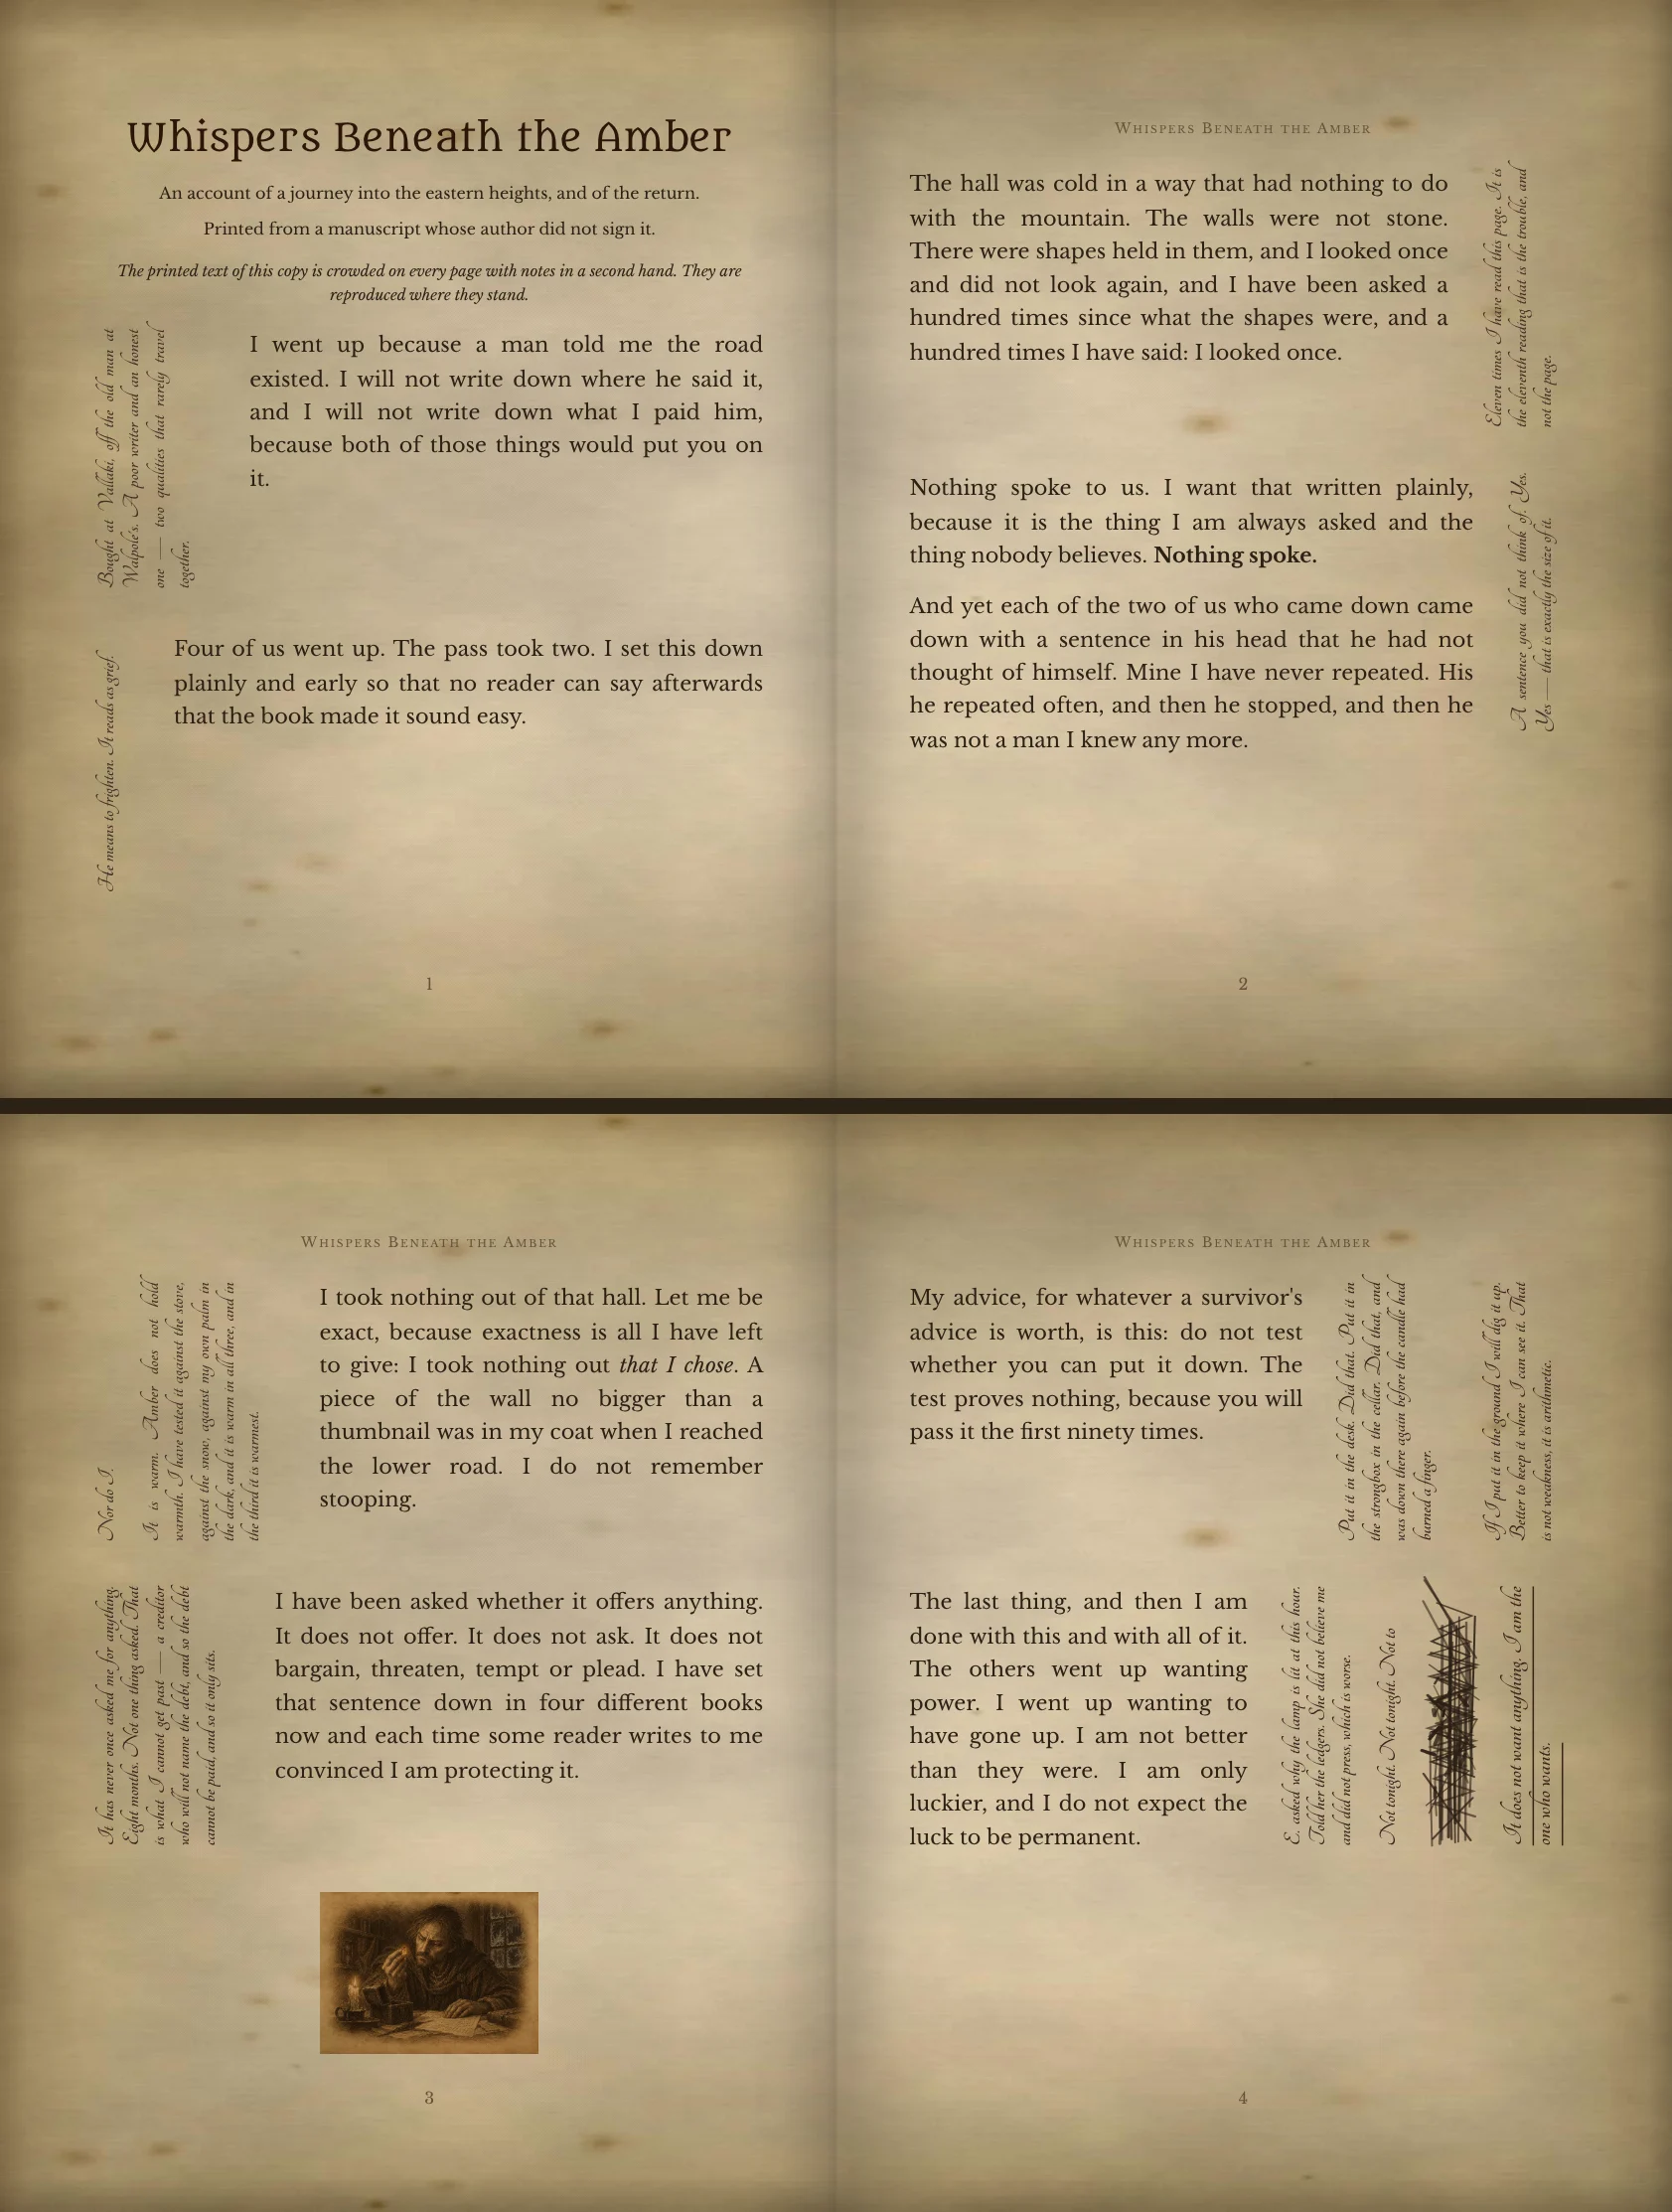 Whispers Beneath the Amber
An account of a journey into the eastern heights, and of the return.
Printed from a manuscript whose author did not sign it.
The printed text of this copy is crowded on every page with notes in a second hand. They are
reproduced where they stand.
Bought at Vallaki, off the old man at
Walpole's. A poor writer and an honest
one — two qualities that rarely travel
together.
I went up because a man told me the road
existed. I will not write down where he said it,
and I will not write down what I paid him,
because both of those things would put you on
it.
He means to frighten. It reads as grief.
Four of us went up. The pass took two. I set this down
plainly and early so that no reader can say afterwards
that the book made it sound easy.
1
Whispers Beneath the Amber
The hall was cold in a way that had nothing to do
with the mountain. The walls were not stone.
There were shapes held in them, and I looked once
and did not look again, and I have been asked a
hundred times since what the shapes were, and a
hundred times I have said: I looked once.
Eleven times I have read this page. It is
the eleventh reading that is the trouble, and
not the page.
Nothing spoke to us. I want that written plainly,
because it is the thing I am always asked and the
thing nobody believes. Nothing spoke.
And yet each of the two of us who came down came
down with a sentence in his head that he had not
thought of himself. Mine I have never repeated. His
he repeated often, and then he stopped, and then he
was not a man I knew any more.
A sentence you did not think of. Yes.
Yes — that is exactly the size of it.
2
Whispers Beneath the Amber
Nor do I.
It is warm. Amber does not hold
warmth. I have tested it against the stove,
against the snow, against my own palm in
the dark, and it is warm in all three, and in
the third it is warmest.
I took nothing out of that hall. Let me be
exact, because exactness is all I have left
to give: I took nothing out that I chose. A
piece of the wall no bigger than a
thumbnail was in my coat when I reached
the lower road. I do not remember
stooping.
It has never once asked me for anything.
Eight months. Not one thing asked. That
is what I cannot get past — a creditor
who will not name the debt, and so the debt
cannot be paid, and so it only sits.
I have been asked whether it offers anything.
It does not offer. It does not ask. It does not
bargain, threaten, tempt or plead. I have set
that sentence down in four different books
now and each time some reader writes to me
convinced I am protecting it.
3
Whispers Beneath the Amber
My advice, for whatever a survivor's
advice is worth, is this: do not test
whether you can put it down. The
test proves nothing, because you will
pass it the first ninety times.
Put it in the desk. Did that. Put it in
the strongbox in the cellar. Did that, and
was down there again before the candle had
burned a finger.
If I put it in the ground I will dig it up.
Better to keep it where I can see it. That
is not weakness, it is arithmetic.
The last thing, and then I am
done with this and with all of it.
The others went up wanting
power. I went up wanting to
have gone up. I am not better
than they were. I am only
luckier, and I do not expect the
luck to be permanent.
E. asked why the lamp is lit at this hour.
Told her the ledgers. She did not believe me
and did not press, which is worse.
Not tonight. Not tonight. Not to
It does not want anything. I am the
one who wants.
4